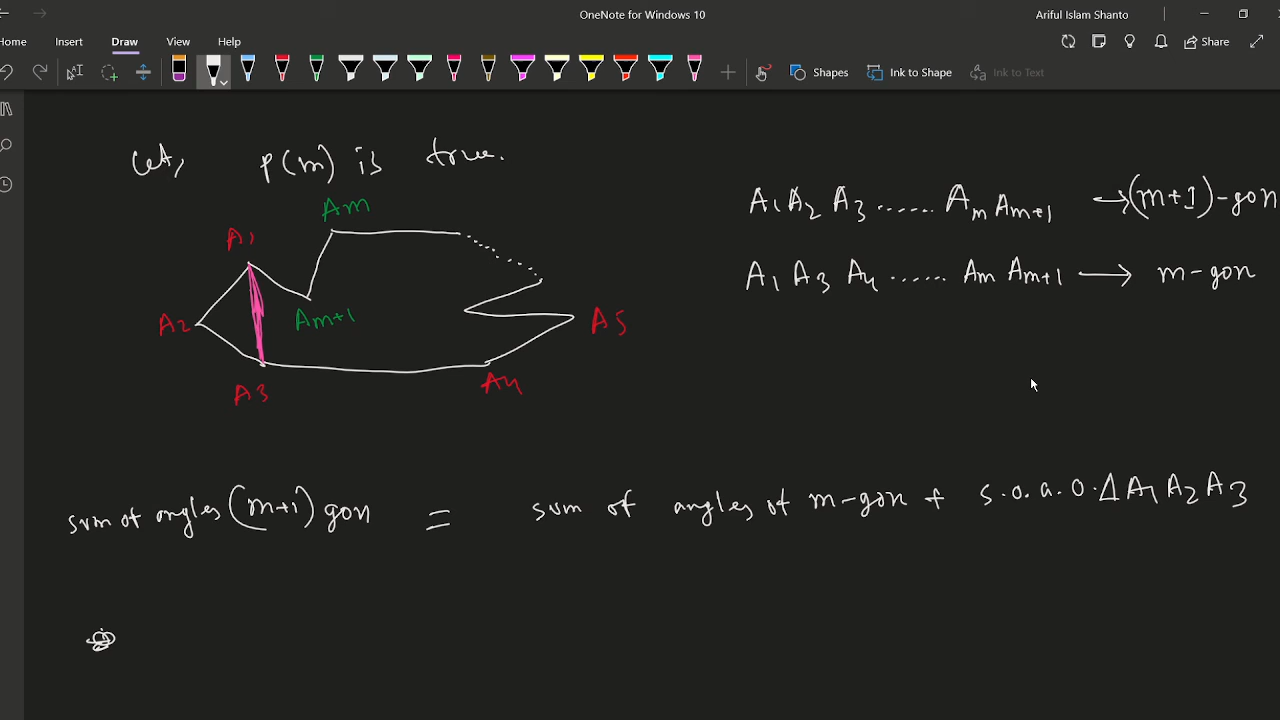 OneNote for Windows 10
Ariful Islam Shanto
Home Insert Draw View Help
Share
Shapes Ink to Shape Ink to Text
Let, P(m) is true.
Am
A1
A2
Am+1
A5
A3
A4
A1 A2 A3 ...... Am Am+1 → (m+1)-gon
A1 A3 A4 ...... Am Am+1 → m-gon
sum of angles (m+1) gon = sum of angles of m-gon + s.o.a.o. Δ A1 A2 A3